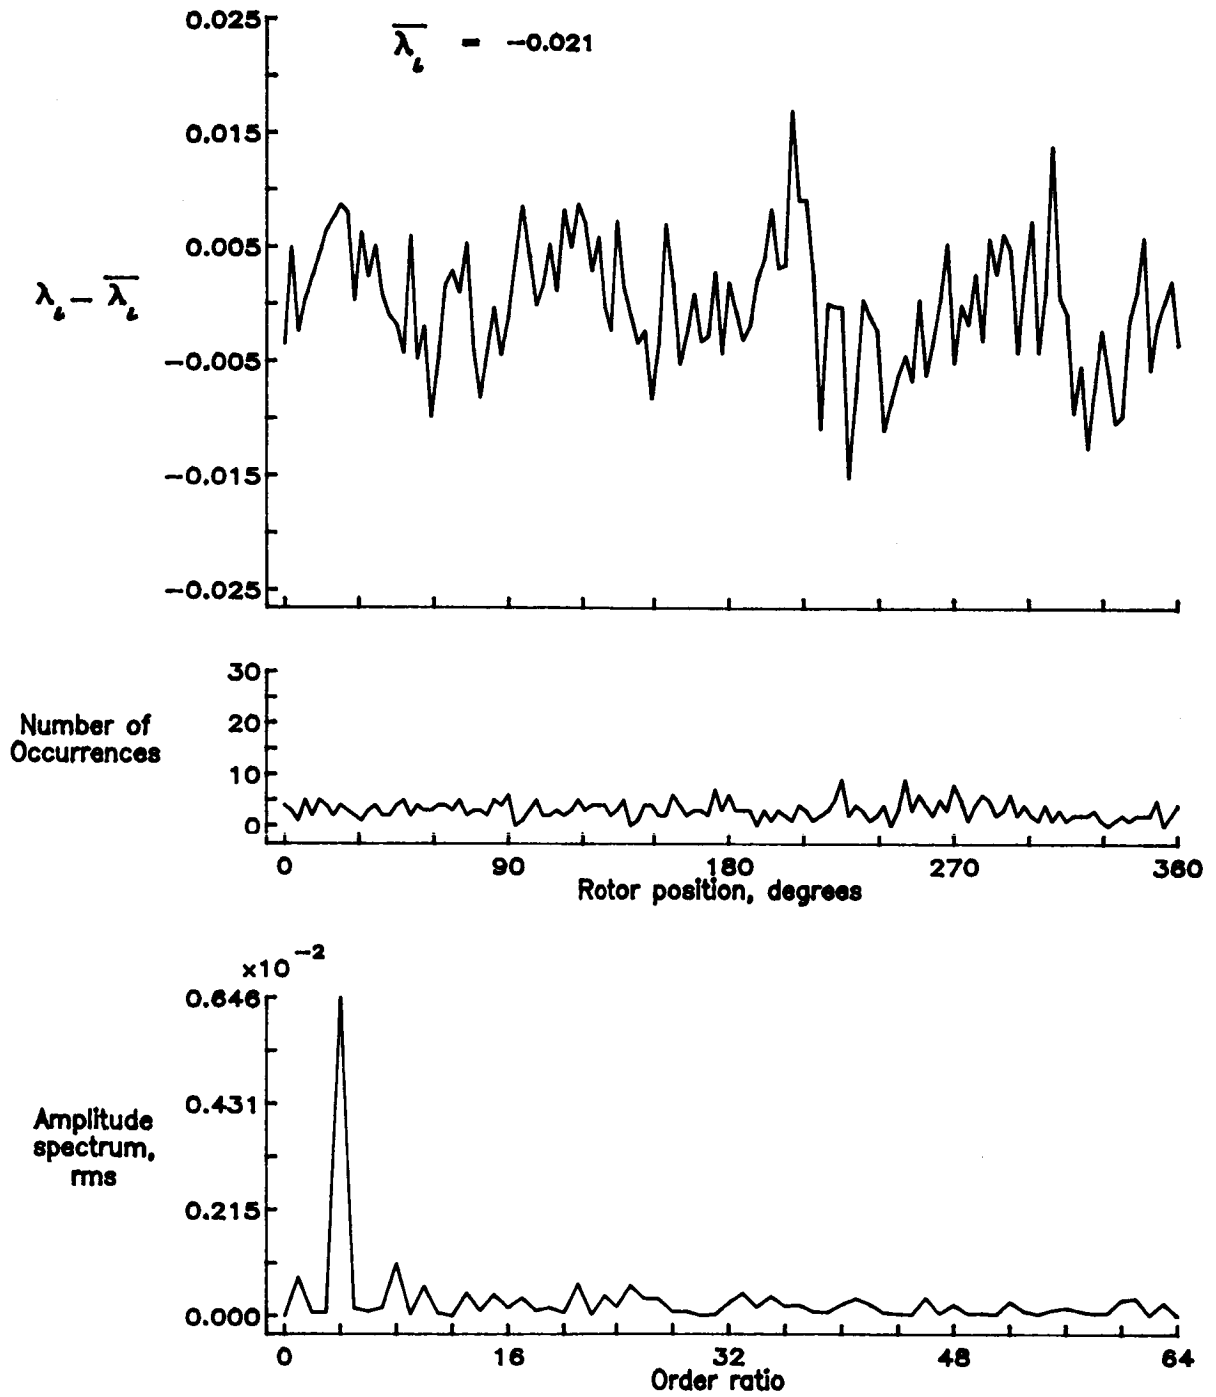 0.025
λᵢ = −0.021
0.015
0.005
λᵢ − λᵢ
−0.005
−0.015
−0.025
30
Number of
20
Occurrences
10
0
0 90 180 270 360
Rotor position, degrees
×10⁻²
0.646
0.431
Amplitude
spectrum,
rms
0.215
0.000
0 16 32 48 64
Order ratio